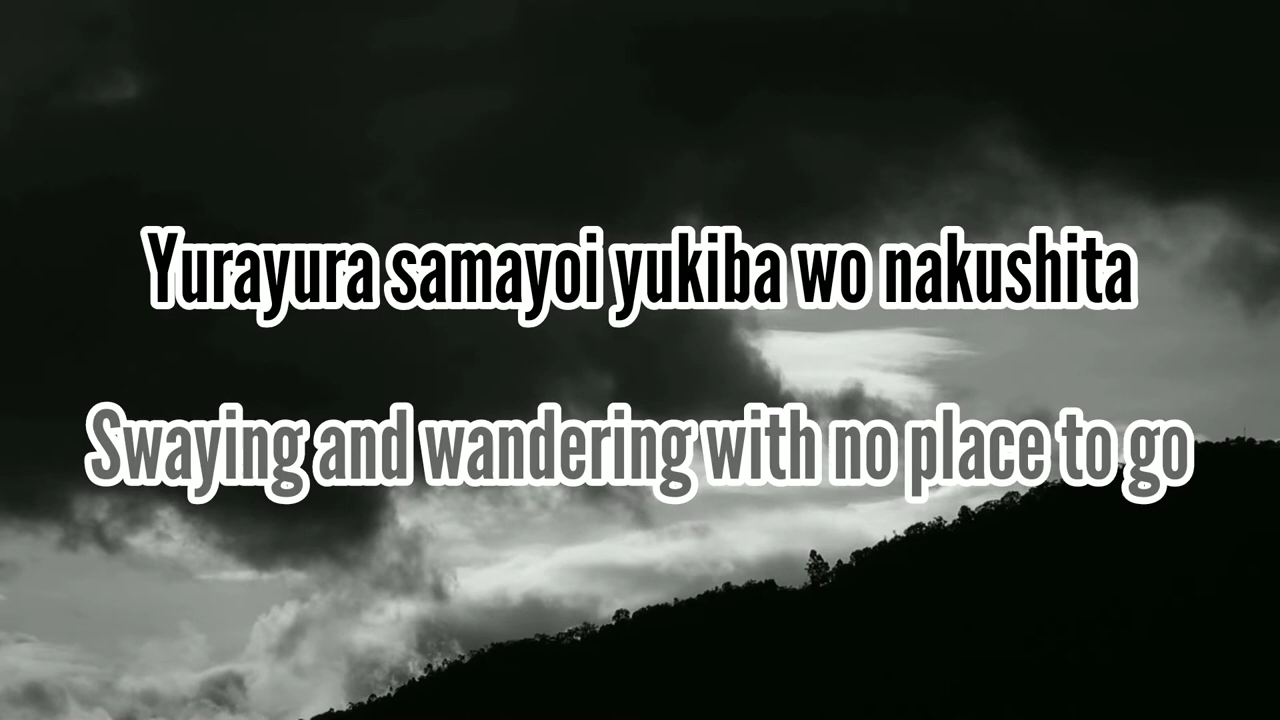 Yurayura samayoi yukiba wo nakushita
Swaying and wandering with no place to go